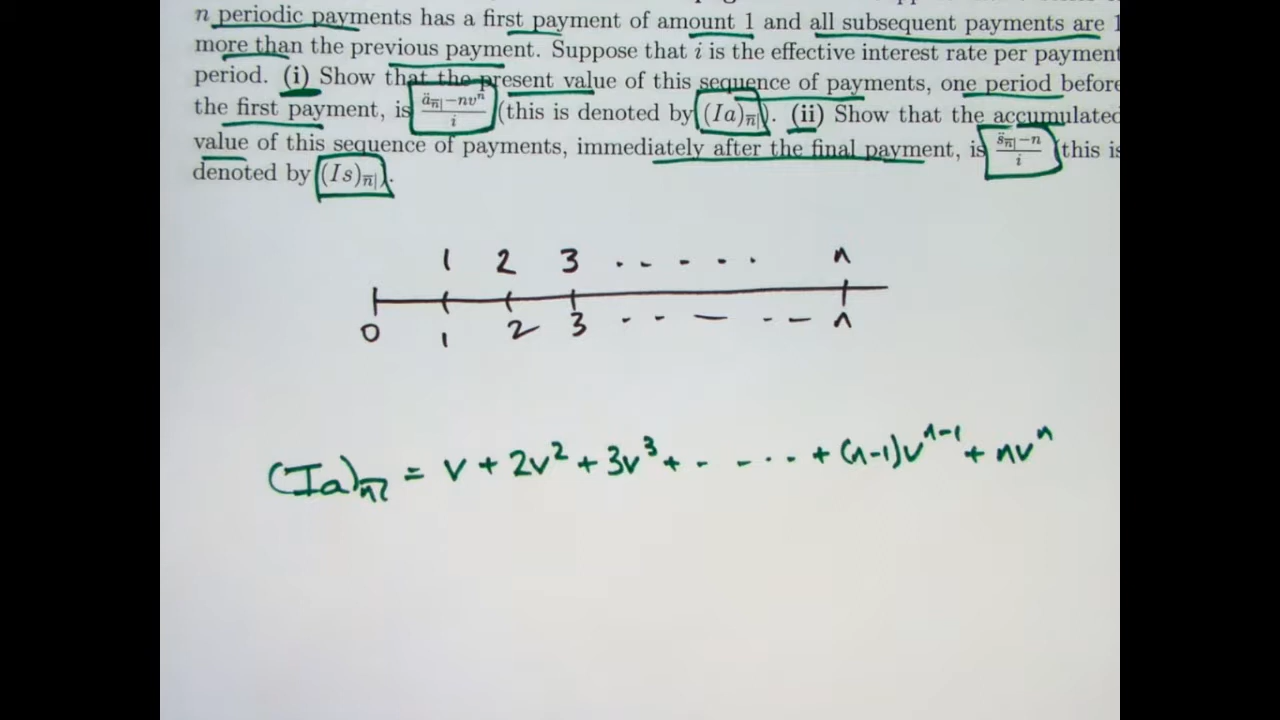 n periodic payments has a first payment of amount 1 and all subsequent payments are 1
more than the previous payment. Suppose that i is the effective interest rate per payment
period. (i) Show that the present value of this sequence of payments, one period before
the first payment, is (ä_n̅| − nv^n)/i (this is denoted by (Ia)_n̅|). (ii) Show that the accumulated
value of this sequence of payments, immediately after the final payment, is (s̈_n̅| − n)/i (this is
denoted by (Is)_n̅|).
1 2 3 . . . . . n
0 1 2 3 . . — . . — n
(Ia)_n̅| = v + 2v² + 3v³ + . . . . . + (n-1)v^(n-1) + nv^n